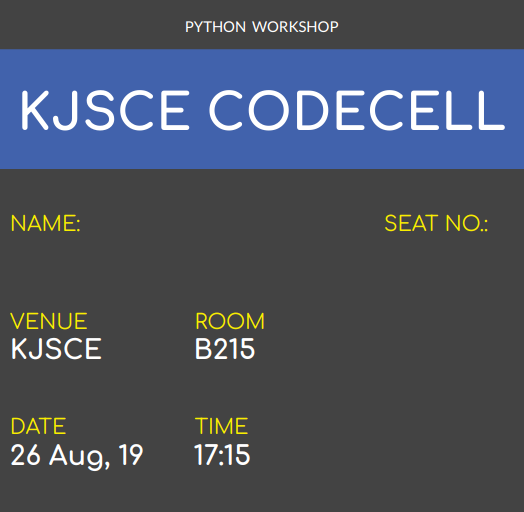 PYTHON WORKSHOP
KJSCE CODECELL
NAME: SEAT NO.:
VENUE ROOM
KJSCE B215
DATE TIME
26 Aug, 19 17:15